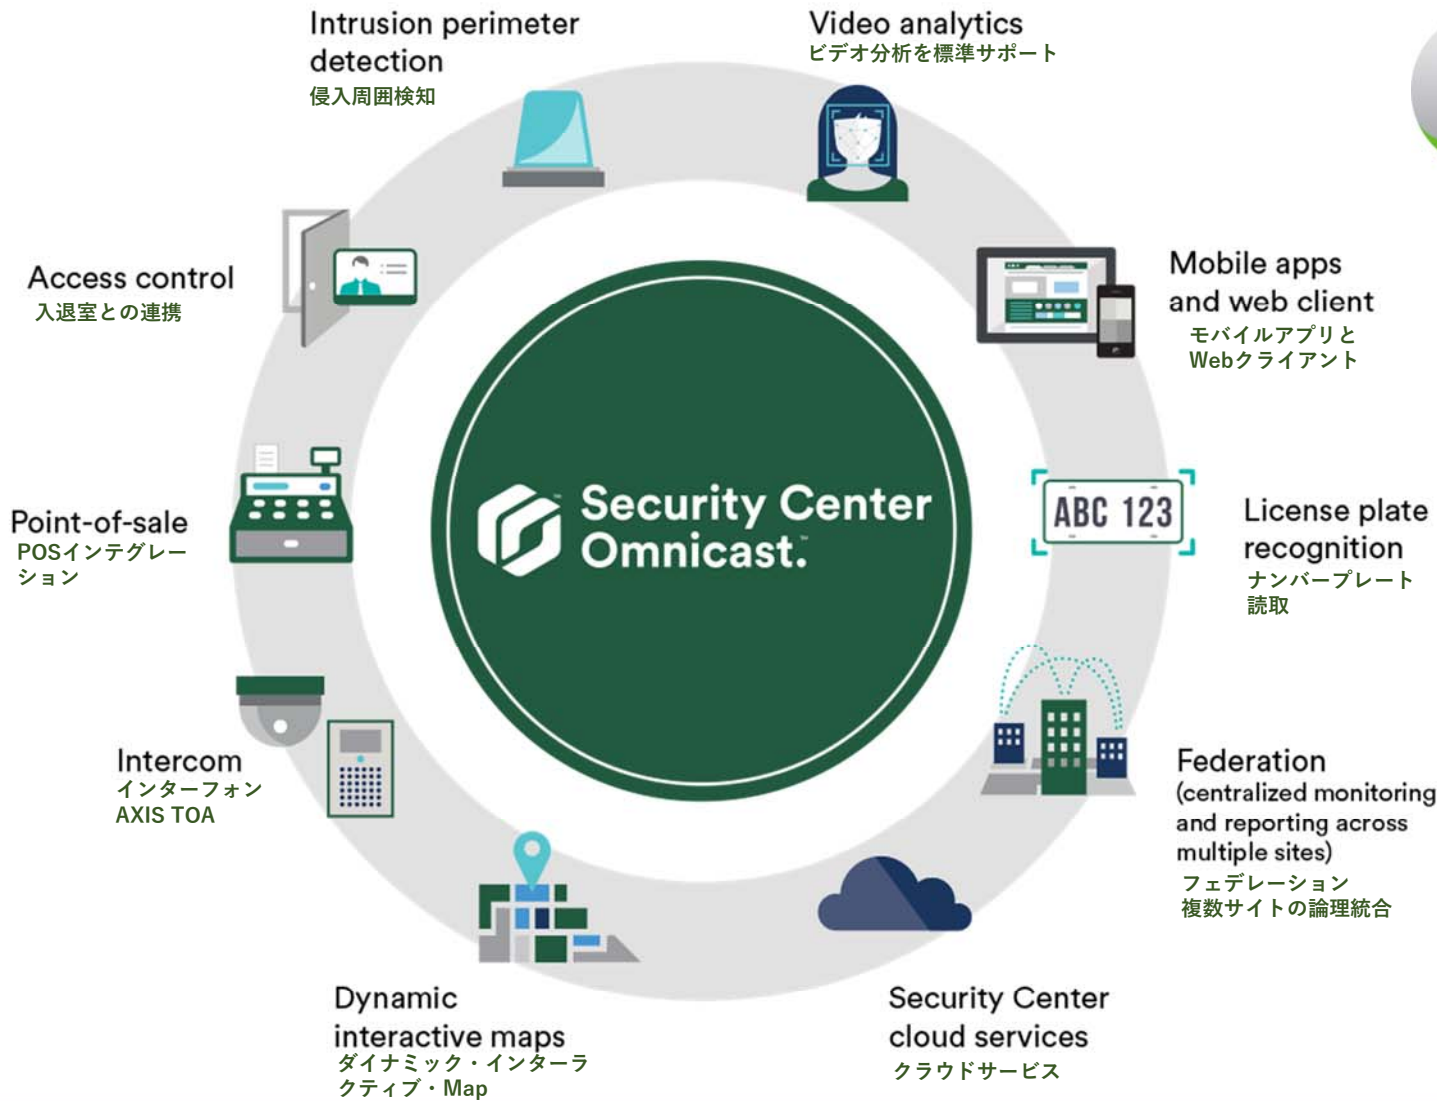 Intrusion perimeter
detection
侵入周囲検知
Video analytics
ビデオ分析を標準サポート
Access control
入退室との連携
Mobile apps
and web client
モバイルアプリと
Webクライアント
Point-of-sale
POSインテグレー
ション
Security Center
Omnicast.™
ABC 123
License plate
recognition
ナンバープレート
読取
Intercom
インターフォン
AXIS TOA
Federation
(centralized monitoring
and reporting across
multiple sites)
フェデレーション
複数サイトの論理統合
Dynamic
interactive maps
ダイナミック・インターラ
クティブ・Map
Security Center
cloud services
クラウドサービス